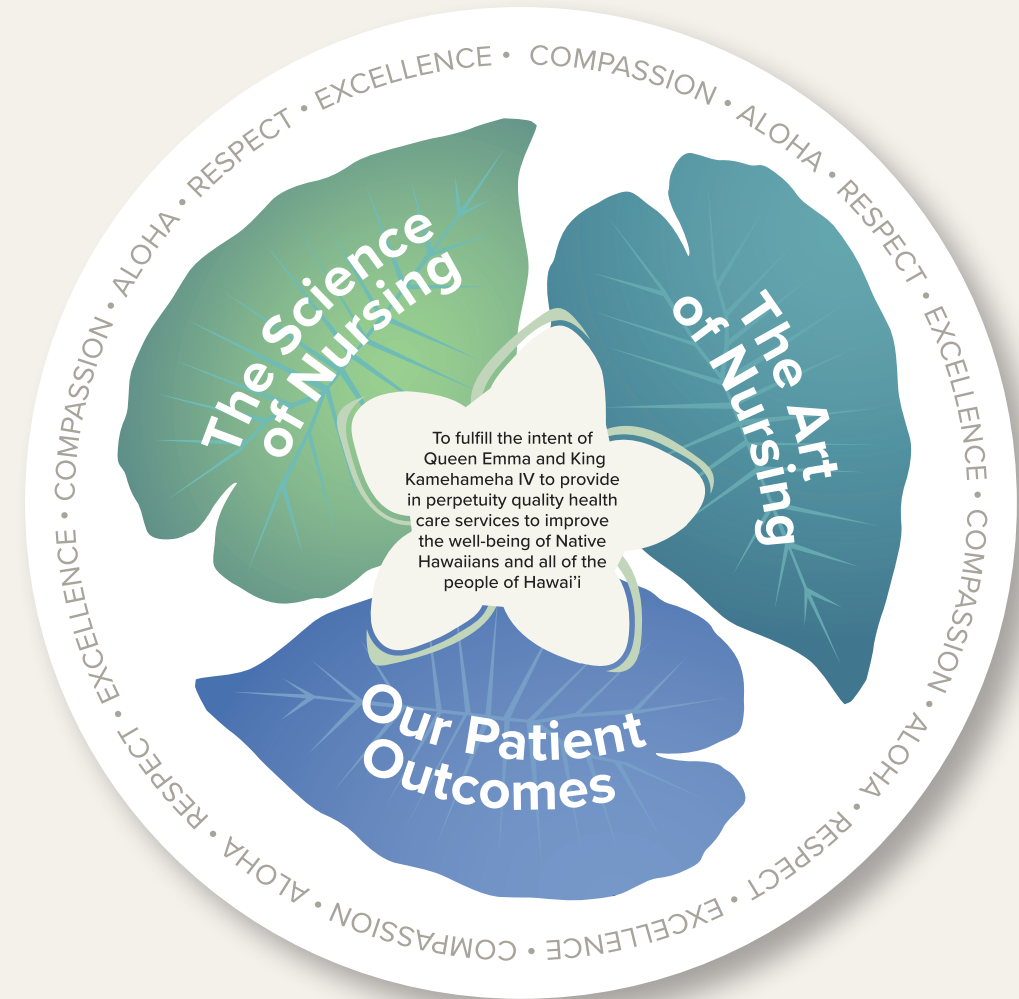 COMPASSION • ALOHA • RESPECT • EXCELLENCE • COMPASSION • ALOHA • RESPECT • EXCELLENCE • COMPASSION • ALOHA • RESPECT • EXCELLENCE • COMPASSION • ALOHA • RESPECT • EXCELLENCE •
The Science
of Nursing
The Art
of Nursing
To fulfill the intent of
Queen Emma and King
Kamehameha IV to provide
in perpetuity quality health
care services to improve
the well-being of Native
Hawaiians and all of the
people of Hawai’i
Our Patient
Outcomes